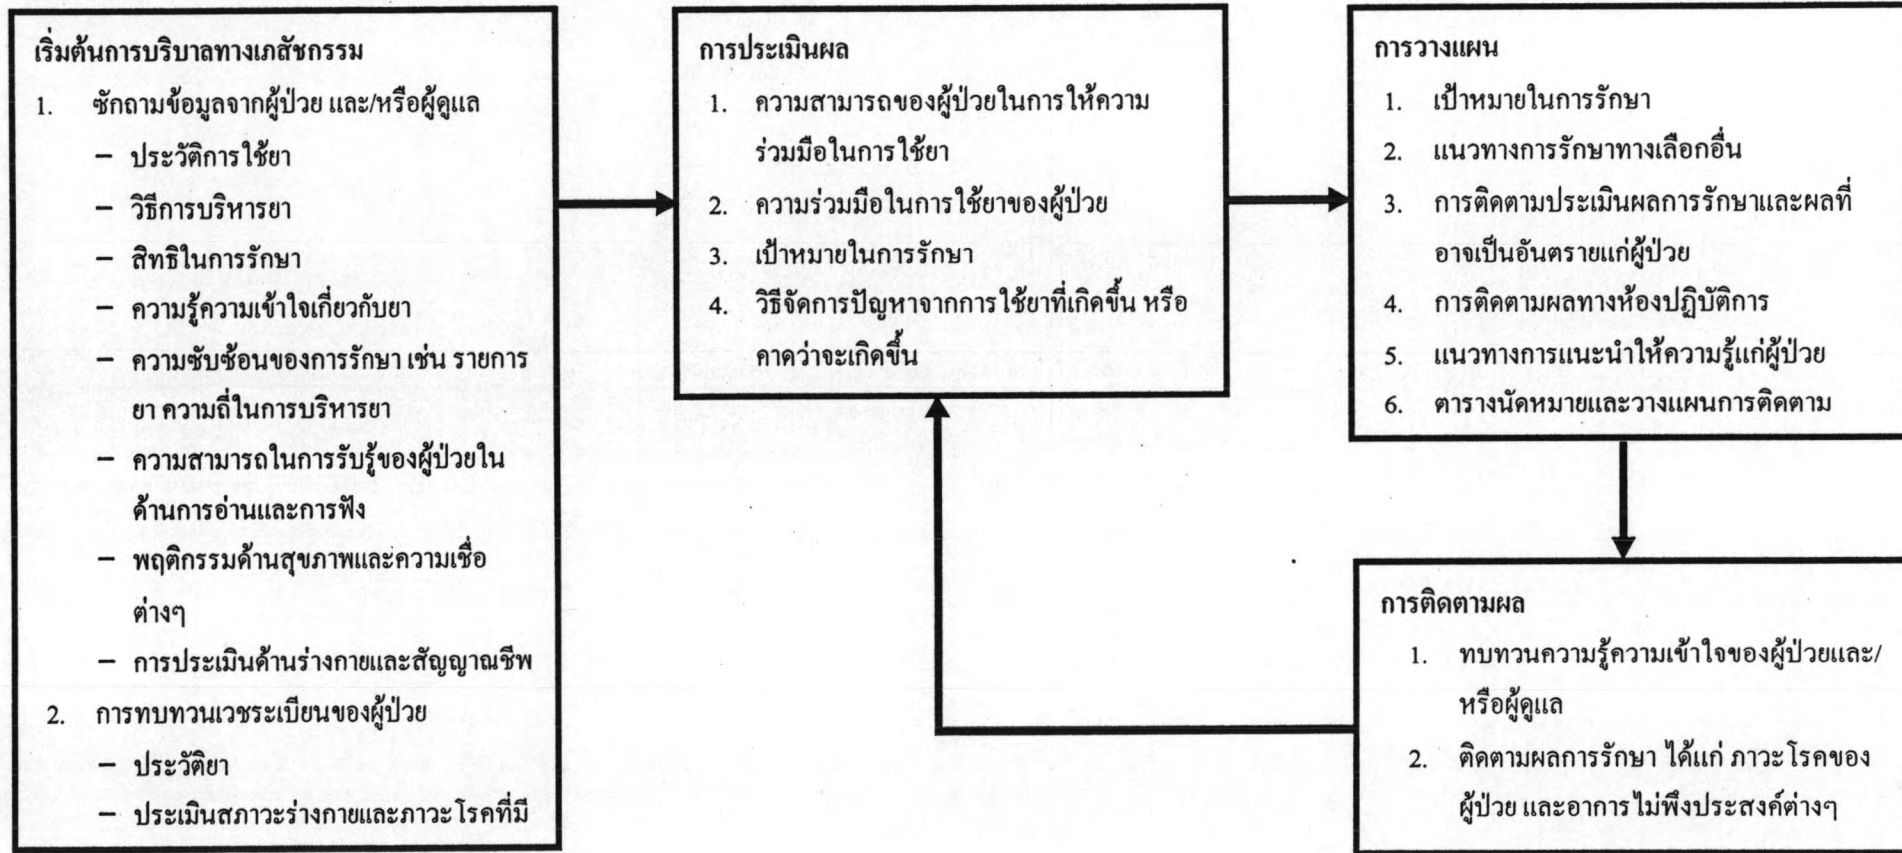 เริ่มต้นการบริบาลทางเภสัชกรรม
1. ซักถามข้อมูลจากผู้ป่วย และ/หรือผู้ดูแล
– ประวัติการใช้ยา
– วิธีการบริหารยา
– สิทธิในการรักษา
– ความรู้ความเข้าใจเกี่ยวกับยา
– ความซับซ้อนของการรักษา เช่น รายการ
ยา ความถี่ในการบริหารยา
– ความสามารถในการรับรู้ของผู้ป่วยใน
ด้านการอ่านและการฟัง
– พฤติกรรมด้านสุขภาพและความเชื่อ
ต่างๆ
– การประเมินด้านร่างกายและสัญญาณชีพ
2. การทบทวนเวชระเบียนของผู้ป่วย
– ประวัติยา
– ประเมินสภาวะร่างกายและภาวะโรคที่มี
การประเมินผล
1. ความสามารถของผู้ป่วยในการให้ความ
ร่วมมือในการใช้ยา
2. ความร่วมมือในการใช้ยาของผู้ป่วย
3. เป้าหมายในการรักษา
4. วิธีจัดการปัญหาจากการใช้ยาที่เกิดขึ้น หรือ
คาดว่าจะเกิดขึ้น
การวางแผน
1. เป้าหมายในการรักษา
2. แนวทางการรักษาทางเลือกอื่น
3. การติดตามประเมินผลการรักษาและผลที่
อาจเป็นอันตรายแก่ผู้ป่วย
4. การติดตามผลทางห้องปฏิบัติการ
5. แนวทางการแนะนำให้ความรู้แก่ผู้ป่วย
6. ตารางนัดหมายและวางแผนการติดตาม
การติดตามผล
1. ทบทวนความรู้ความเข้าใจของผู้ป่วยและ/
หรือผู้ดูแล
2. ติดตามผลการรักษา ได้แก่ ภาวะโรคของ
ผู้ป่วย และอาการไม่พึงประสงค์ต่างๆ